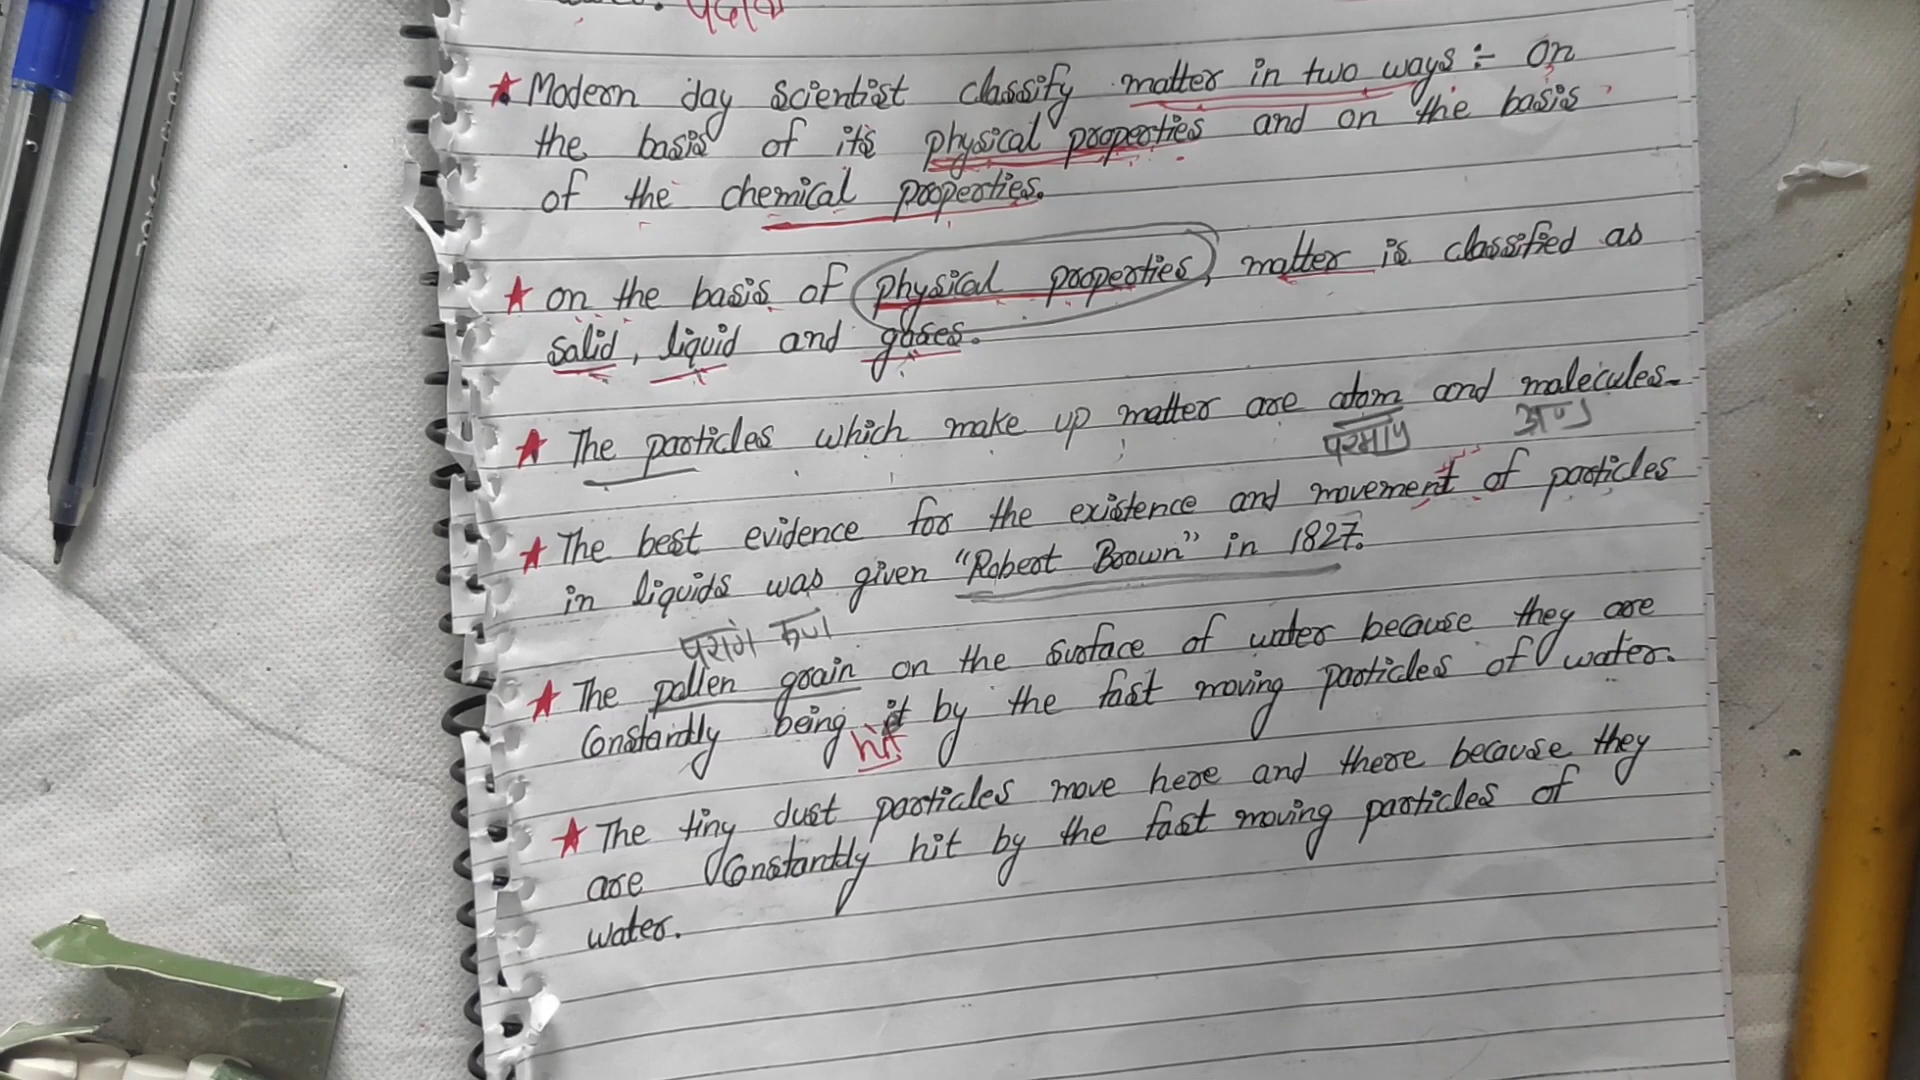 पदार्थ
★ Modern day scientist classify matter in two ways :- On
the basis of its physical properties and on the basis
of the chemical properties.
★ on the basis of physical properties, matter is classified as
salid, liquid and gases.
★ The particles which make up matter are atom and malecules.
परमाणु अणु
★ The best evidence for the existence and movement of particles
in liquids was given "Robert Brown" in 1827.
पराग कण
★ The pallen grain on the surface of water because they are
Constantly being it by the fast moving particles of water.
hit
★ The tiny dust particles move here and there because they
are Constantly hit by the fast moving particles of
water.